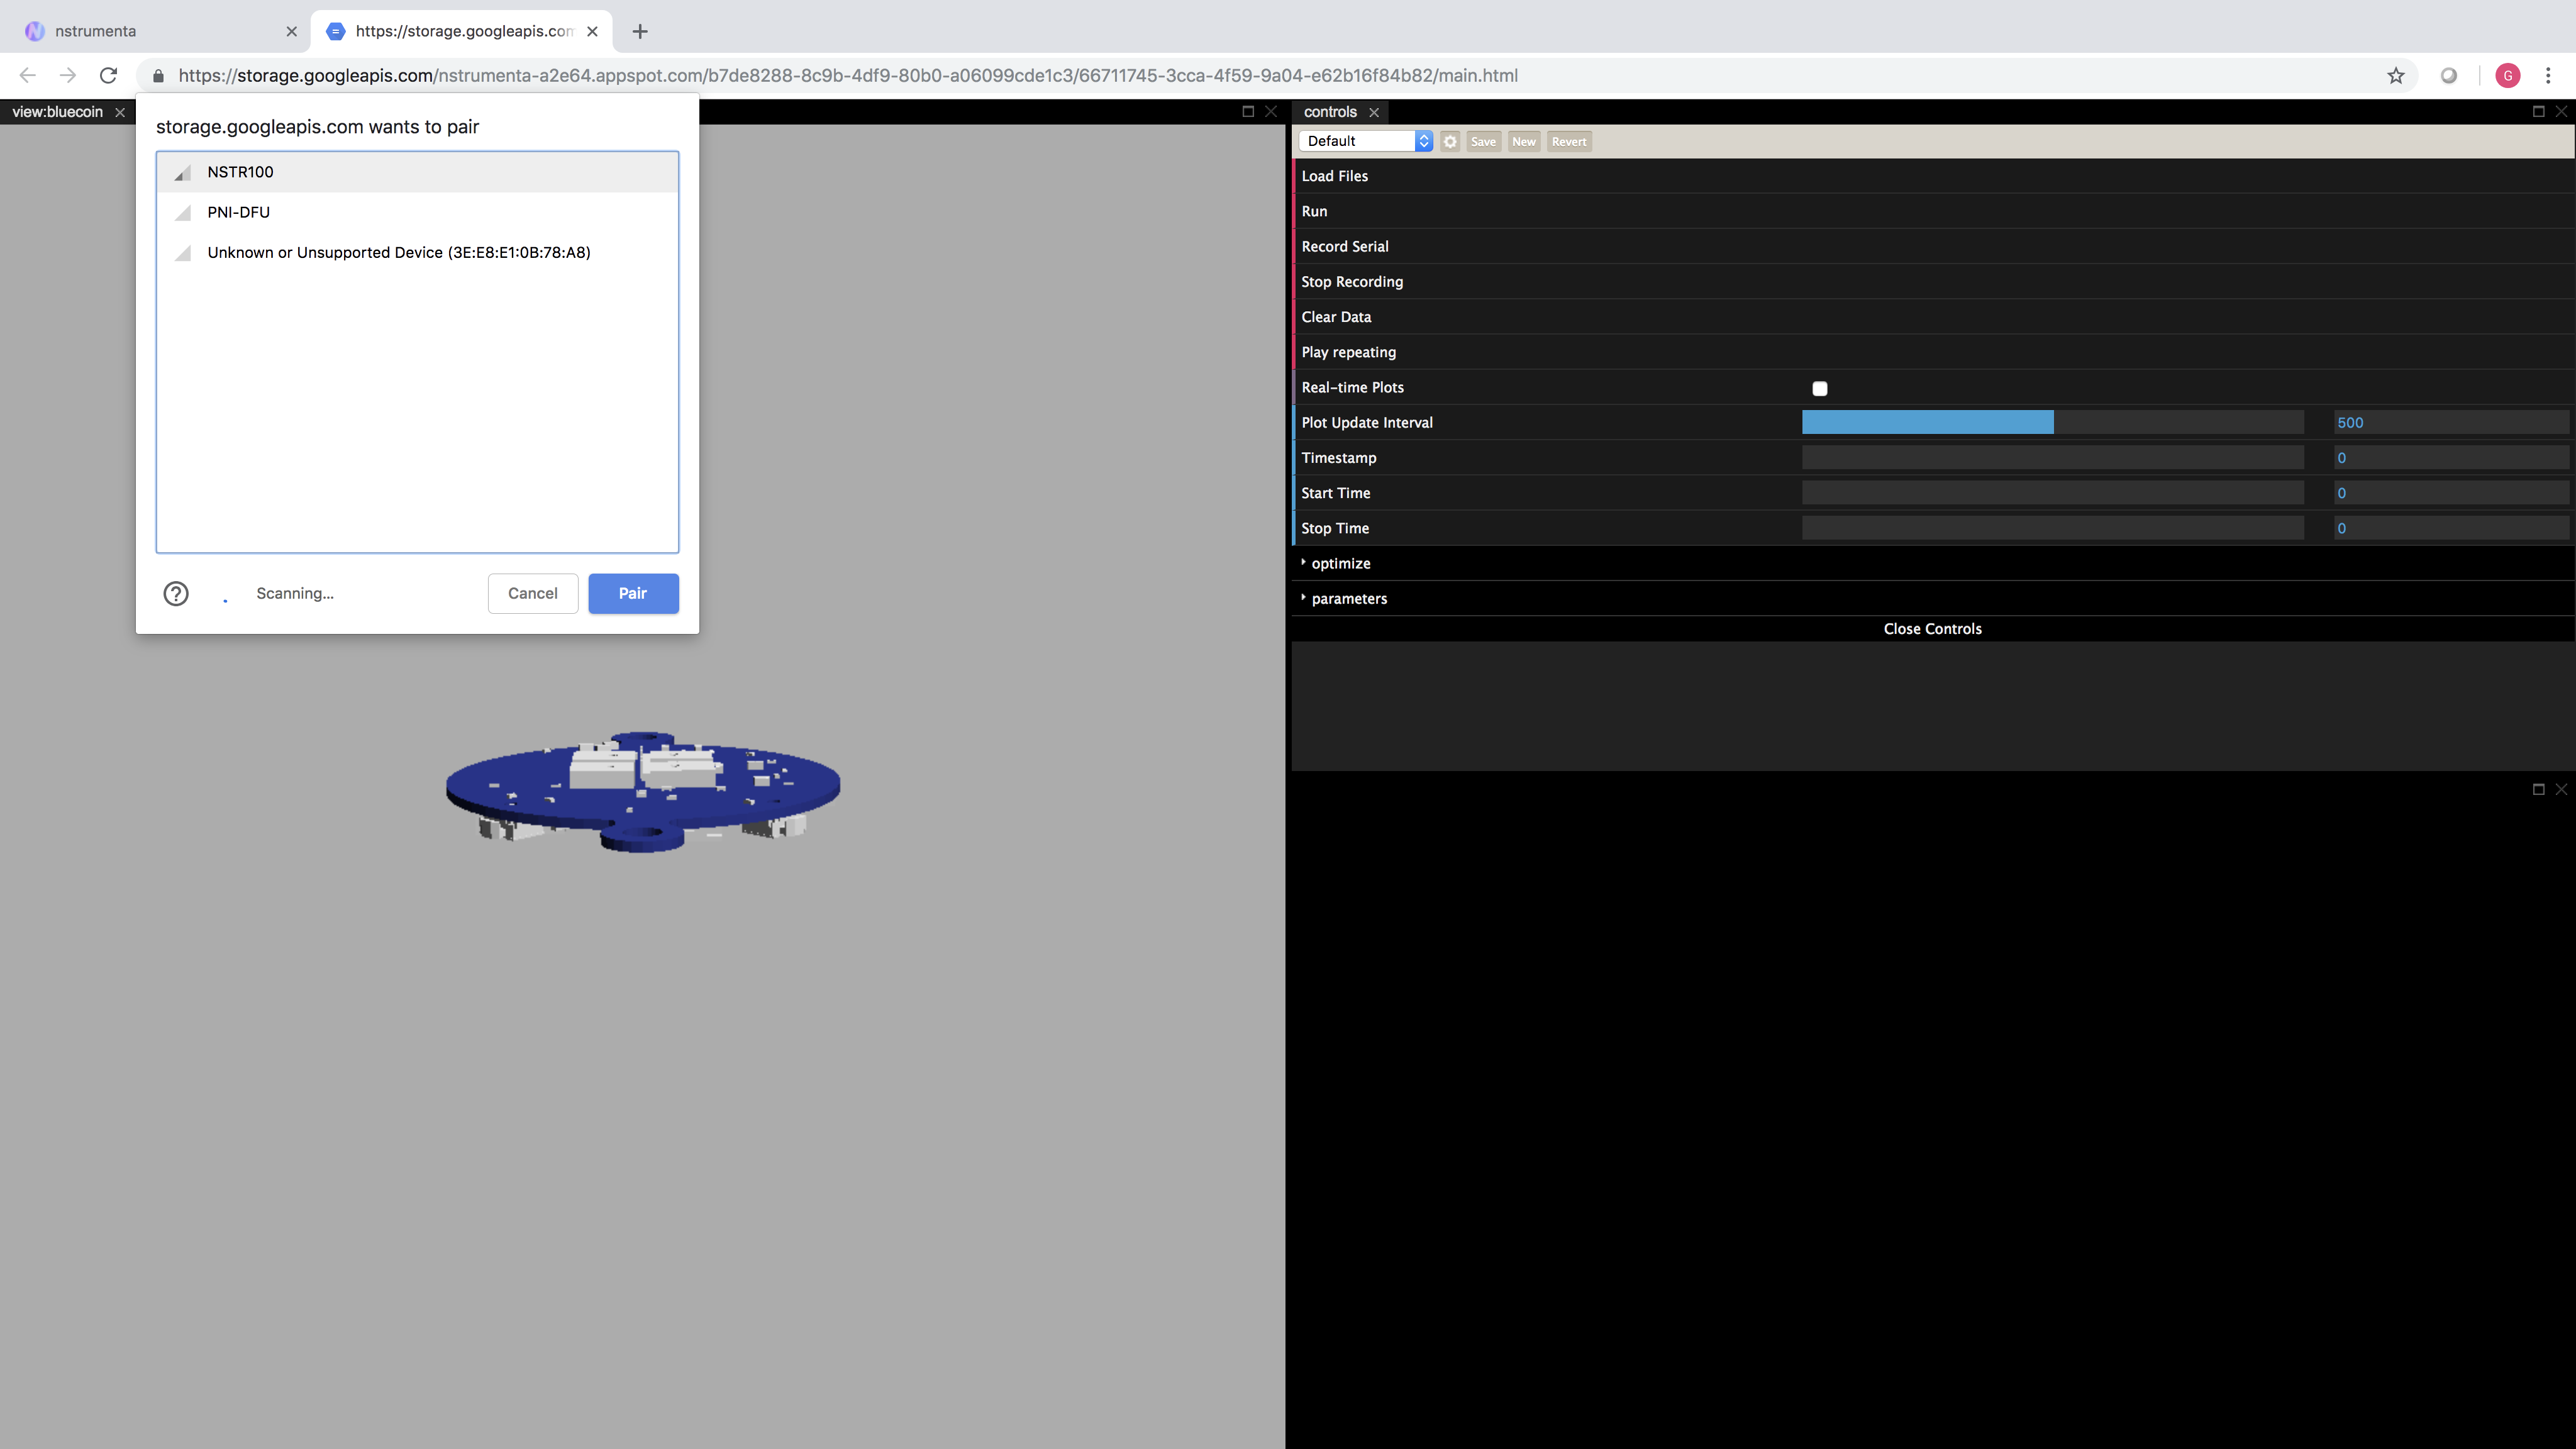 nstrumenta
https://storage.googleapis.com
https://storage.googleapis.com/nstrumenta-a2e64.appspot.com/b7de8288-8c9b-4df9-80b0-a06099cde1c3/66711745-3cca-4f59-9a04-e62b16f84b82/main.html
G
view:bluecoin
storage.googleapis.com wants to pair
NSTR100
PNI-DFU
Unknown or Unsupported Device (3E:E8:E1:0B:78:A8)
Scanning...
Cancel
Pair
controls
Default
Save
New
Revert
Load Files
Run
Record Serial
Stop Recording
Clear Data
Play repeating
Real-time Plots
Plot Update Interval
500
Timestamp
0
Start Time
0
Stop Time
0
optimize
parameters
Close Controls